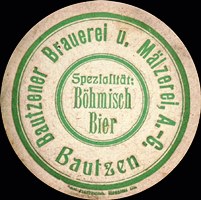 Bautzener Brauerei u. Mälzerei, A.=G.
Bautzen
Spezialität:
Böhmisch
Bier